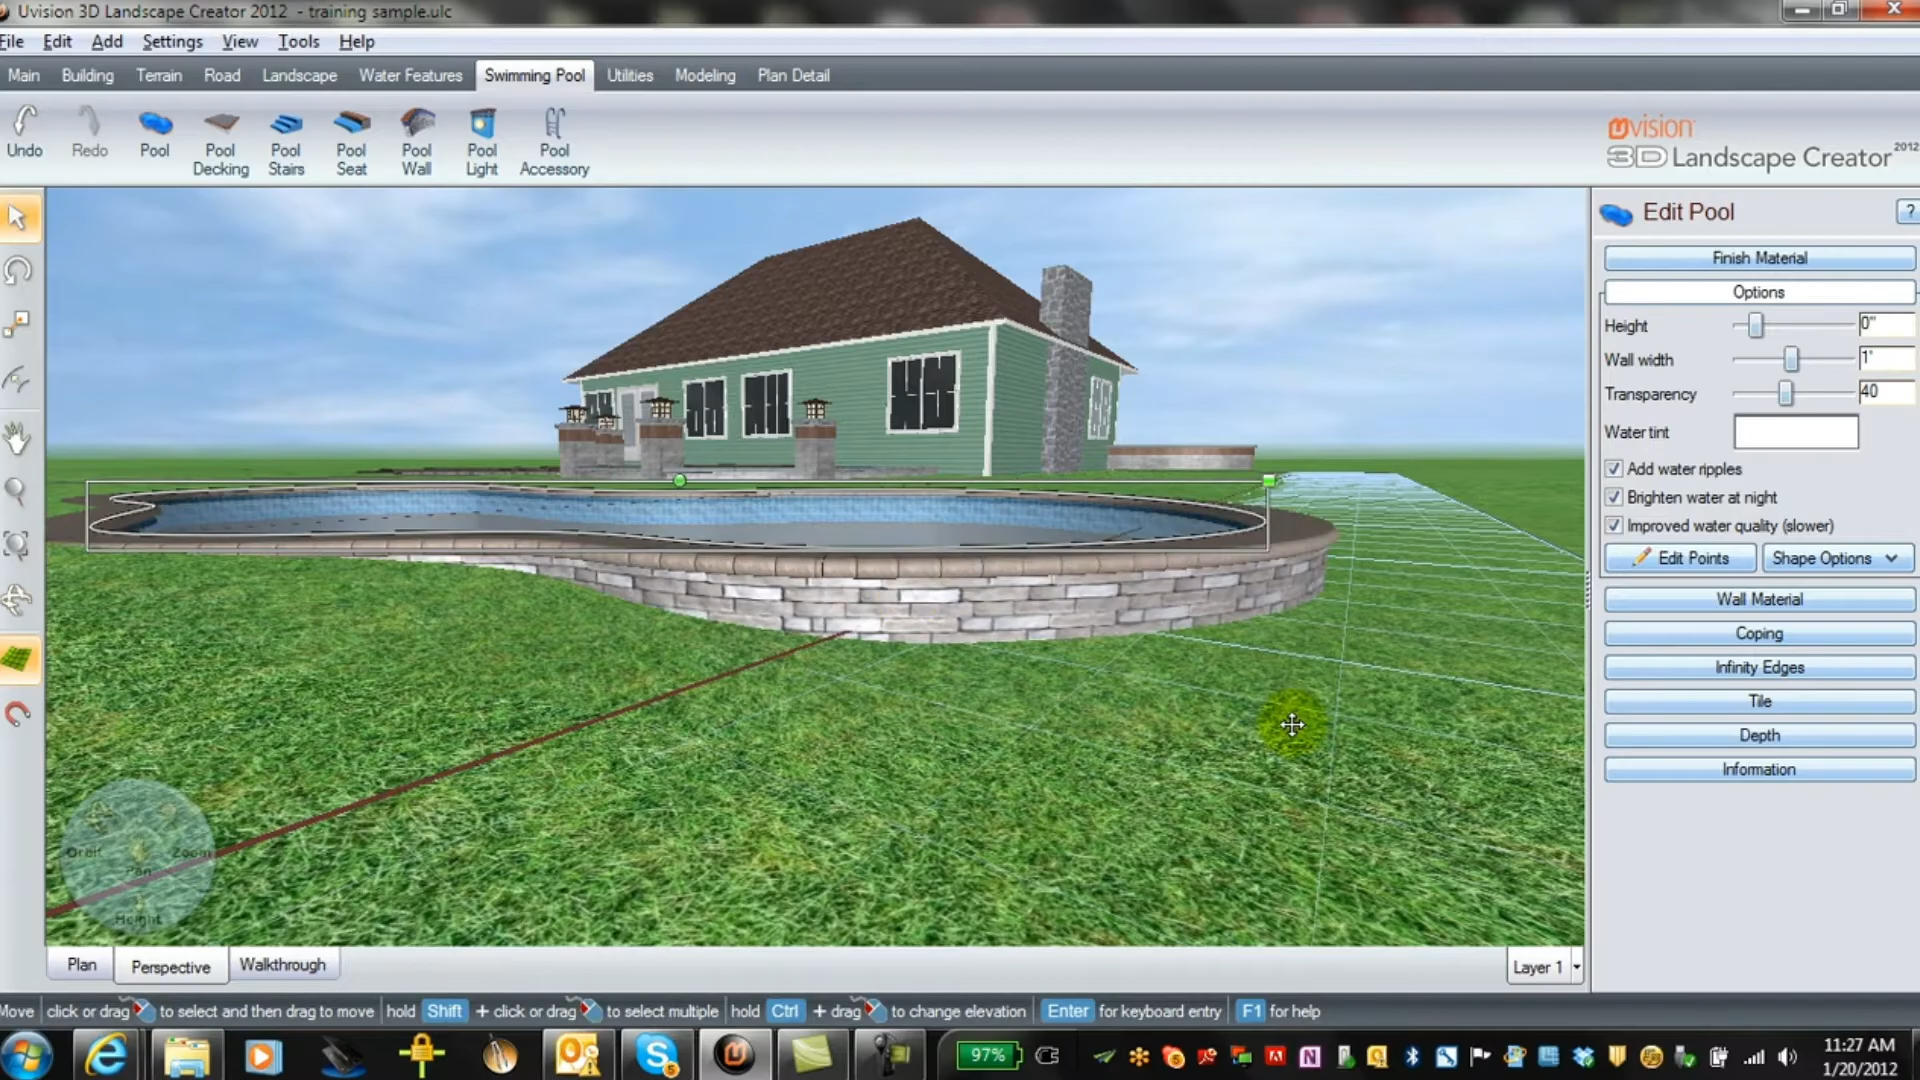 Uvision 3D Landscape Creator 2012 - training sample.ulc
File Edit Add Settings View Tools Help
Main Building Terrain Road Landscape Water Features Swimming Pool Utilities Modeling Plan Detail
Undo Redo Pool Pool Decking Pool Stairs Pool Seat Pool Wall Pool Light Pool Accessory
uvision
3D Landscape Creator 2012
Edit Pool ?
Finish Material
Options
Height 0"
Wall width 1'
Transparency 40
Water tint
Add water ripples
Brighten water at night
Improved water quality (slower)
Edit Points Shape Options
Wall Material
Coping
Infinity Edges
Tile
Depth
Information
Orbit Zoom
Pan
Height
Plan Perspective Walkthrough Layer 1
Move click or drag to select and then drag to move hold Shift + click or drag to select multiple hold Ctrl + drag to change elevation Enter for keyboard entry F1 for help
97% 11:27 AM
1/20/2012